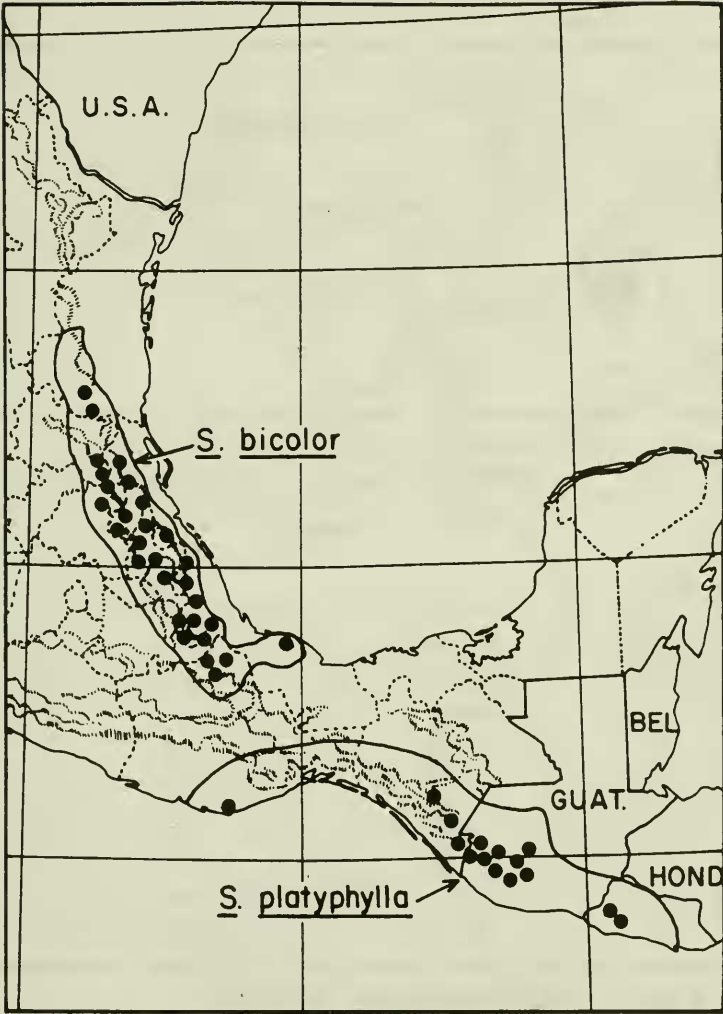 U.S.A.
S. bicolor
BEL
GUAT.
HOND
S. platyphylla